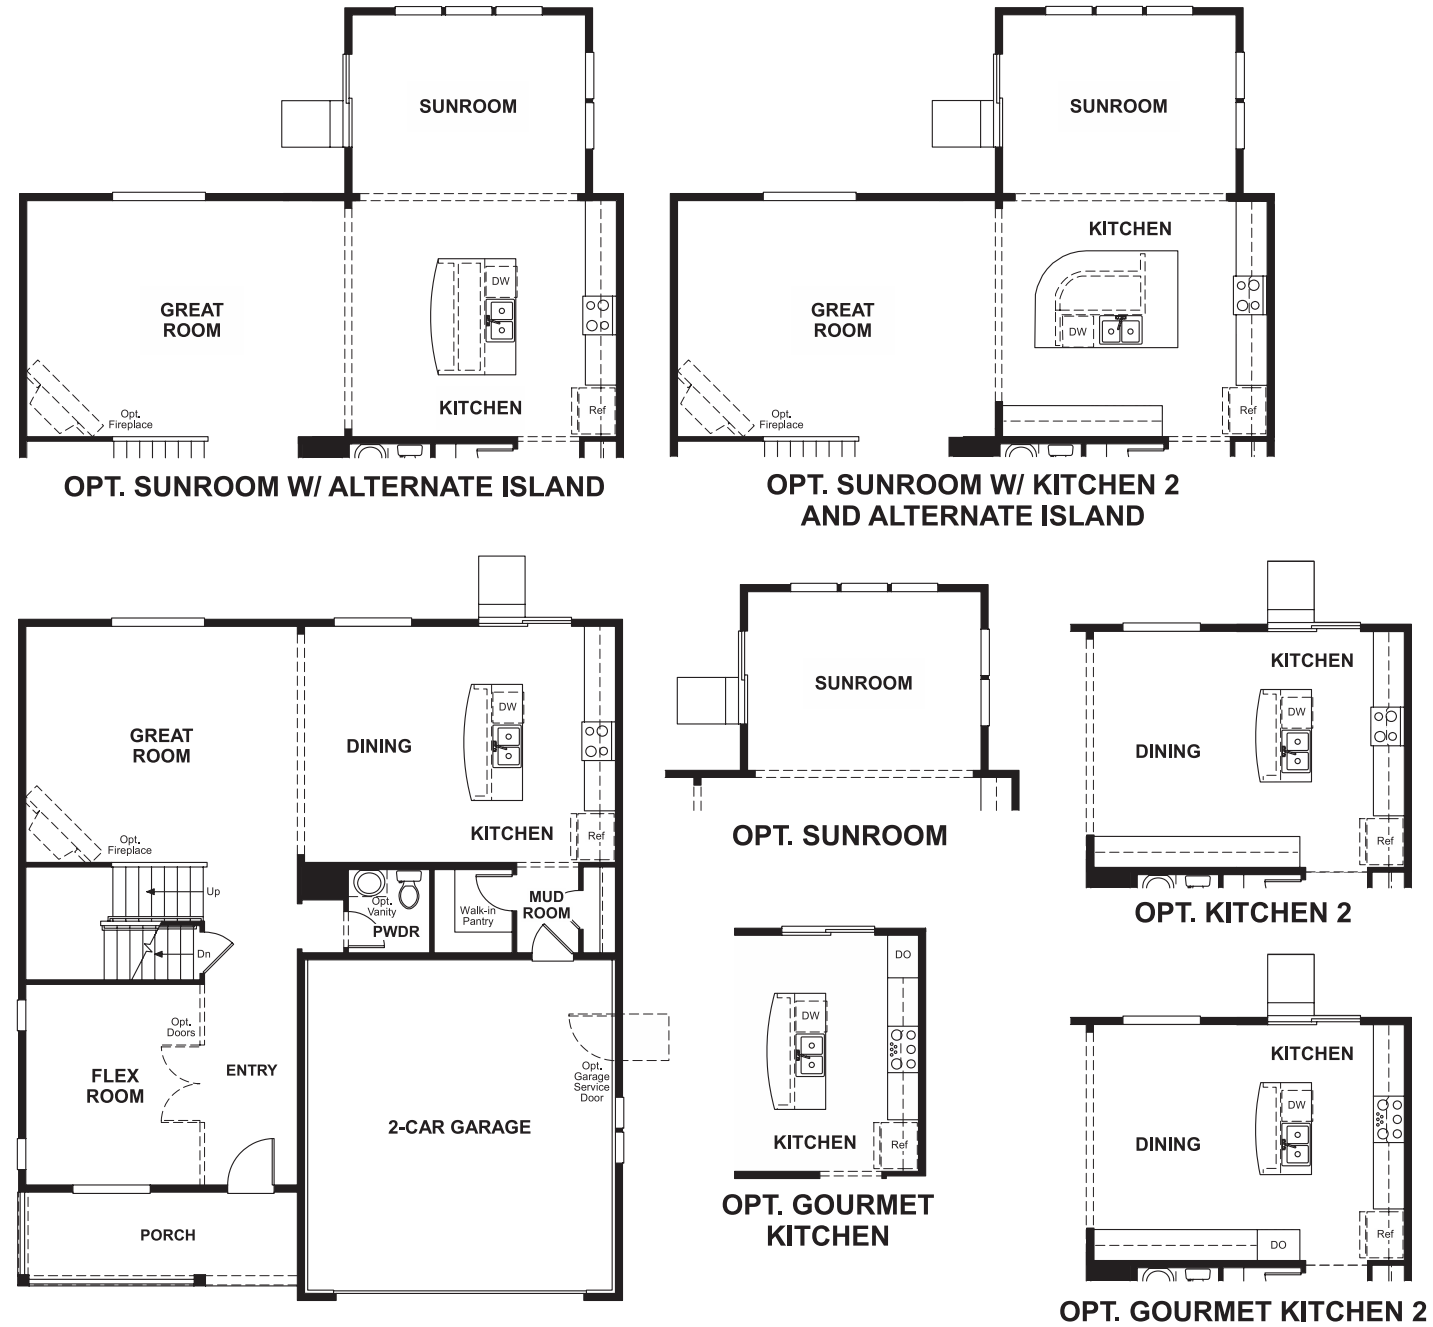 SUNROOM
GREAT
ROOM
DW
Opt.
Fireplace
KITCHEN
Ref
OPT. SUNROOM W/ ALTERNATE ISLAND
SUNROOM
KITCHEN
GREAT
ROOM
DW
Opt.
Fireplace
Ref
OPT. SUNROOM W/ KITCHEN 2
AND ALTERNATE ISLAND
GREAT
ROOM
DINING
DW
KITCHEN
Ref
Opt.
Fireplace
Up
Dn
Opt.
Vanity
PWDR
Walk-in
Pantry
MUD
ROOM
Opt.
Doors
FLEX
ROOM
ENTRY
Opt.
Garage
Service
Door
2-CAR GARAGE
PORCH
SUNROOM
OPT. SUNROOM
KITCHEN
DW
DINING
Ref
OPT. KITCHEN 2
DO
DW
KITCHEN
Ref
OPT. GOURMET
KITCHEN
KITCHEN
DW
DINING
Ref
DO
OPT. GOURMET KITCHEN 2